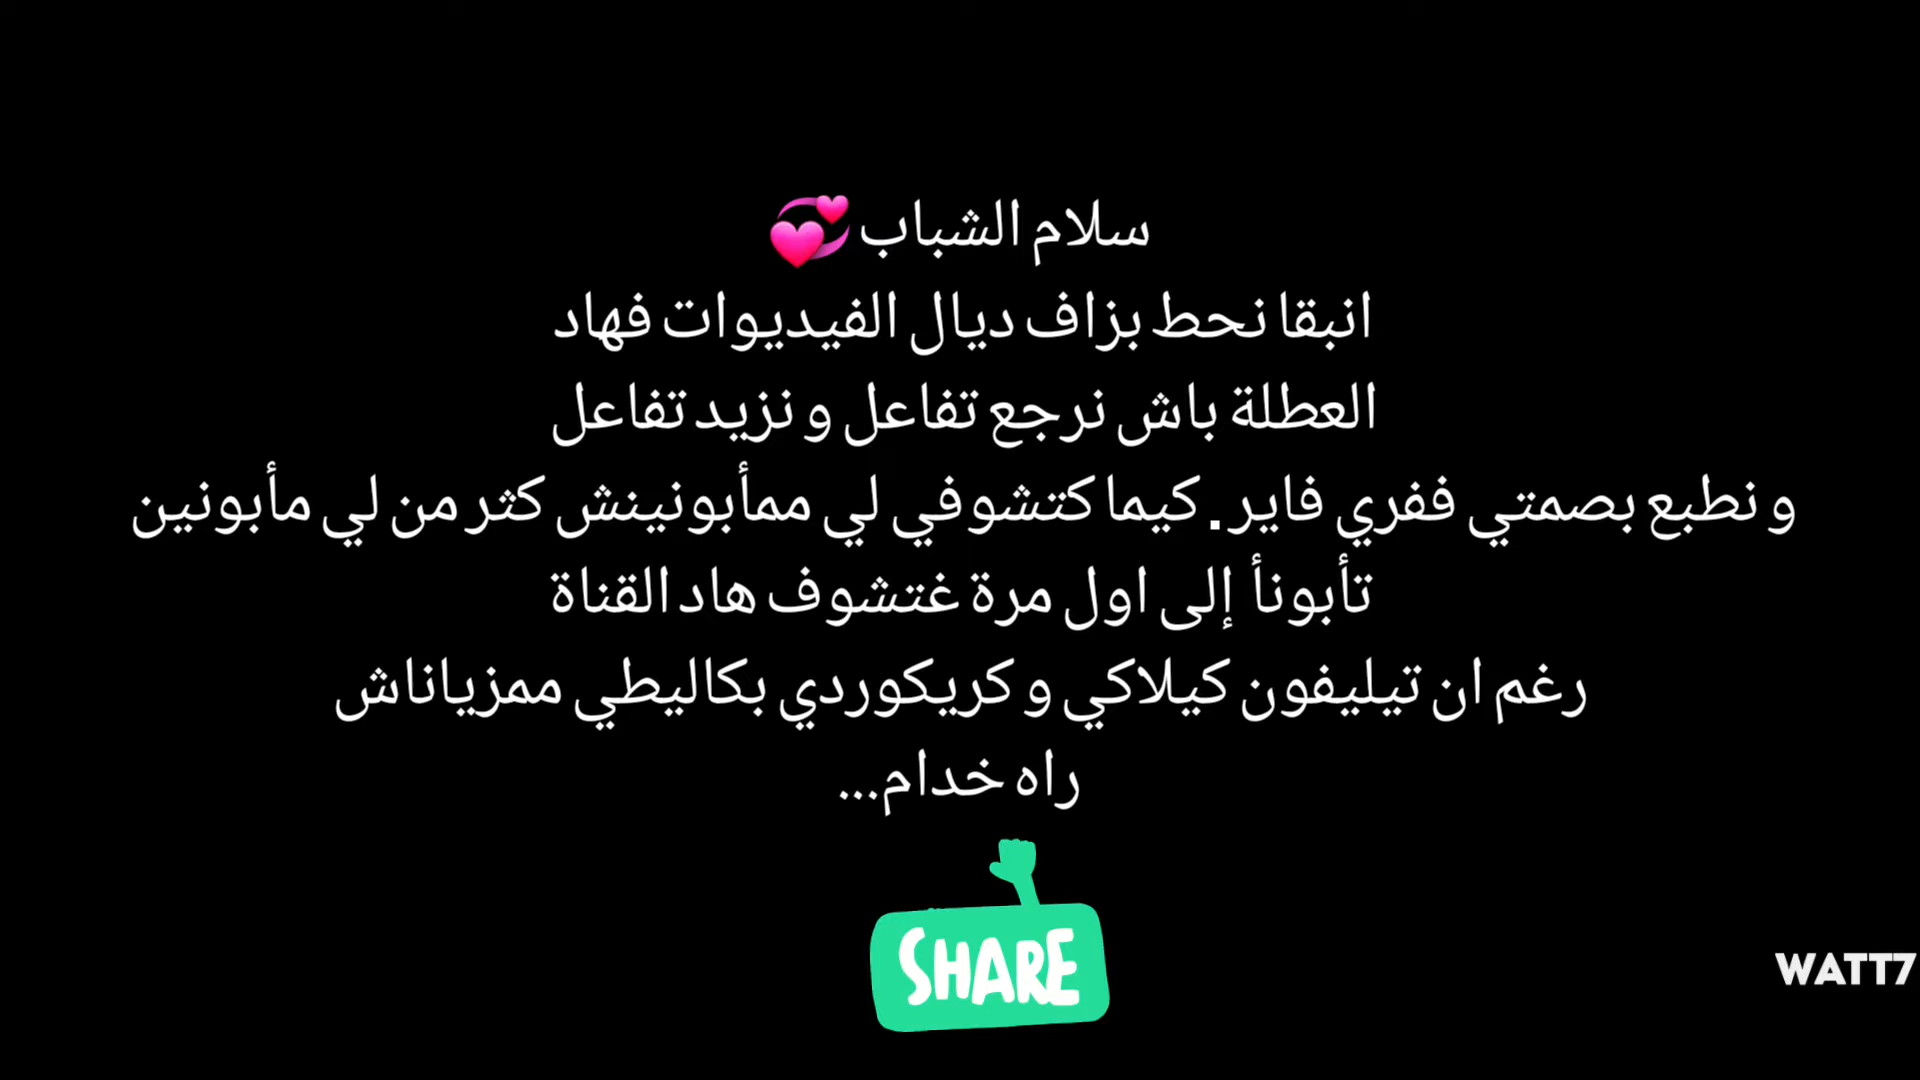 سلام الشباب 💞
انبقا نحط بزاف ديال الفيديوات فهاد
العطلة باش نرجع تفاعل و نزيد تفاعل
و نطبع بصمتي ففري فاير. كيما كتشوفي لي ممأبونينش كثر من لي مأبونين
تأبونأ إلى اول مرة غتشوف هاد القناة
رغم ان تيليفون كيلاكي و كريكوردي بكاليطي ممزياناش
راه خدام...
SHARE
WATT7